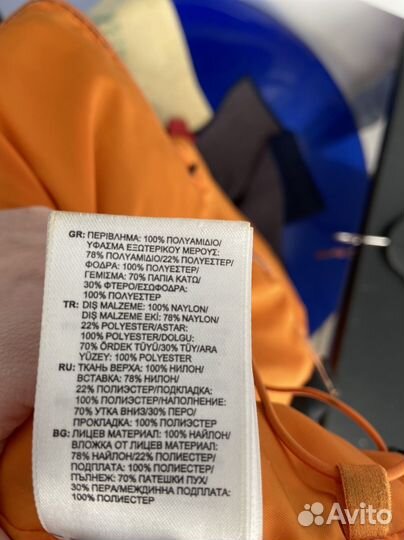 GR: ΠΕΡΙΒΛΗΜΑ: 100% ΠΟΛΥΑΜΙΔΙΟ/
ΥΦΑΣΜΑ ΕΞΩΤΕΡΙΚΟΥ ΜΕΡΟΥΣ:
78% ΠΟΛΥΑΜΙΔΙΟ/22% ΠΟΛΥΕΣΤΕΡ/
ΦΟΔΡΑ: 100% ΠΟΛΥΕΣΤΕΡ/
ΓΕΜΙΣΜΑ: 70% ΠΑΠΙΑ ΚΑΤΩ/
30% ΦΤΕΡΟ/ΕΣΩΦΟΔΡΑ:
100% ΠΟΛΥΕΣΤΕΡ
TR: DIŞ MALZEME: 100% NAYLON/
DIŞ MALZEME EKİ: 78% NAYLON/
22% POLYESTER/ASTAR:
100% POLYESTER/DOLGU:
70% ÖRDEK TÜYÜ/30% TÜY/ARA
YÜZEY: 100% POLYESTER
RU: ТКАНЬ ВЕРХА: 100% НИЛОН/
ВСТАВКА: 78% НИЛОН/
22% ПОЛИЭСТЕР/ПОДКЛАДКА:
100% ПОЛИЭСТЕР/НАПОЛНЕНИЕ:
70% УТКА ВНИЗ/30% ПЕРО/
ПРОКЛАДКА: 100% ПОЛИЭСТЕР
BG: ЛИЦЕВ МАТЕРИАЛ: 100% НАЙЛОН/
ВЛОЖКА ОТ ЛИЦЕВ МАТЕРИАЛ:
78% НАЙЛОН/22% ПОЛИЕСТЕР/
ПОДПЛАТА: 100% ПОЛИЕСТЕР/
ПЪЛНЕЖ: 70% ПАТЕШКИ ПУХ/
30% ПЕРА/МЕЖДИННА ПОДПЛАТА:
100% ПОЛИЕСТЕР
Avito